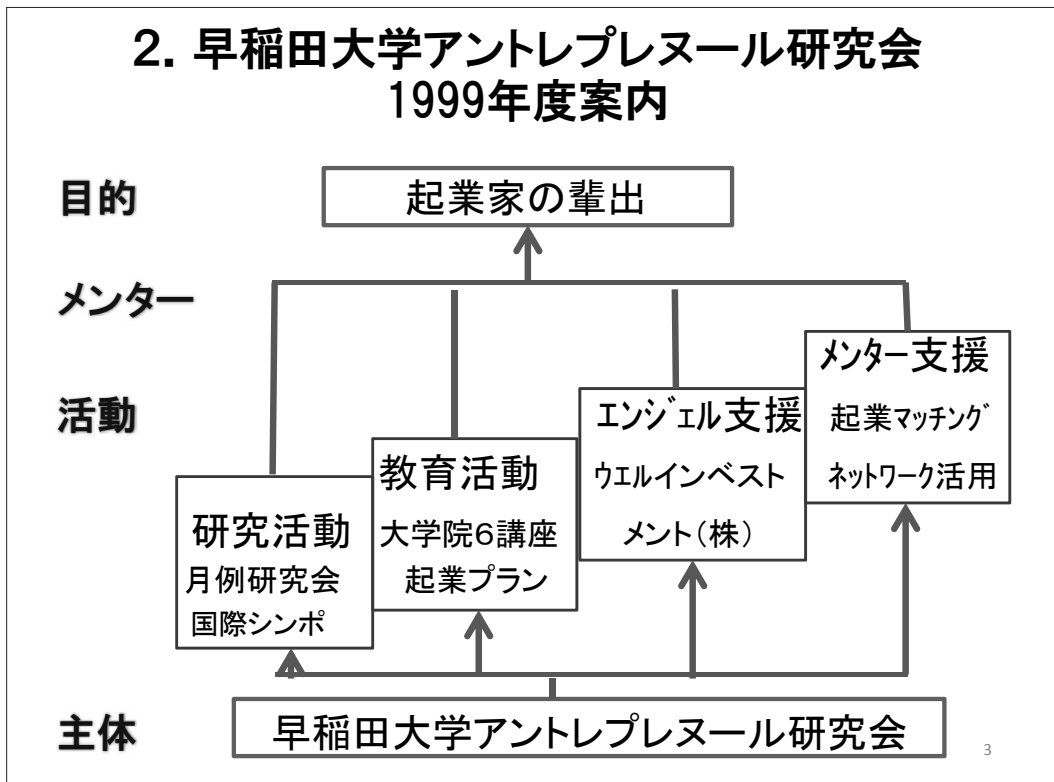 2. 早稲田大学アントレプレヌール研究会
1999年度案内
目的
起業家の輩出
メンター
活動
メンター支援
起業マッチング
ネットワーク活用
エンジェル支援
ウエルインベスト
メント(株)
教育活動
大学院6講座
起業プラン
研究活動
月例研究会
国際シンポ
主体
早稲田大学アントレプレヌール研究会
3